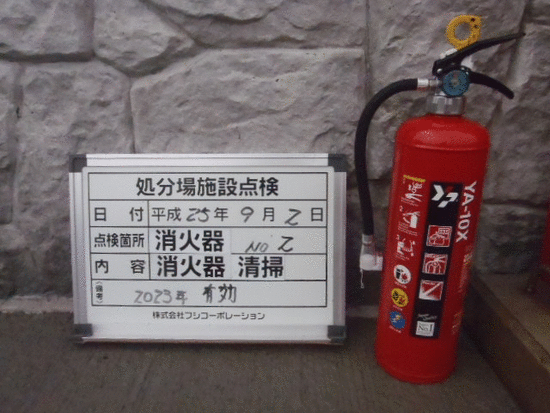 処分場施設点検
日 付 平成25年9月2日
点検箇所 消火器 NO 2
内 容 消火器 清掃
(備考) 2023年 有効
株式会社フジコーポレーション
YA-10X